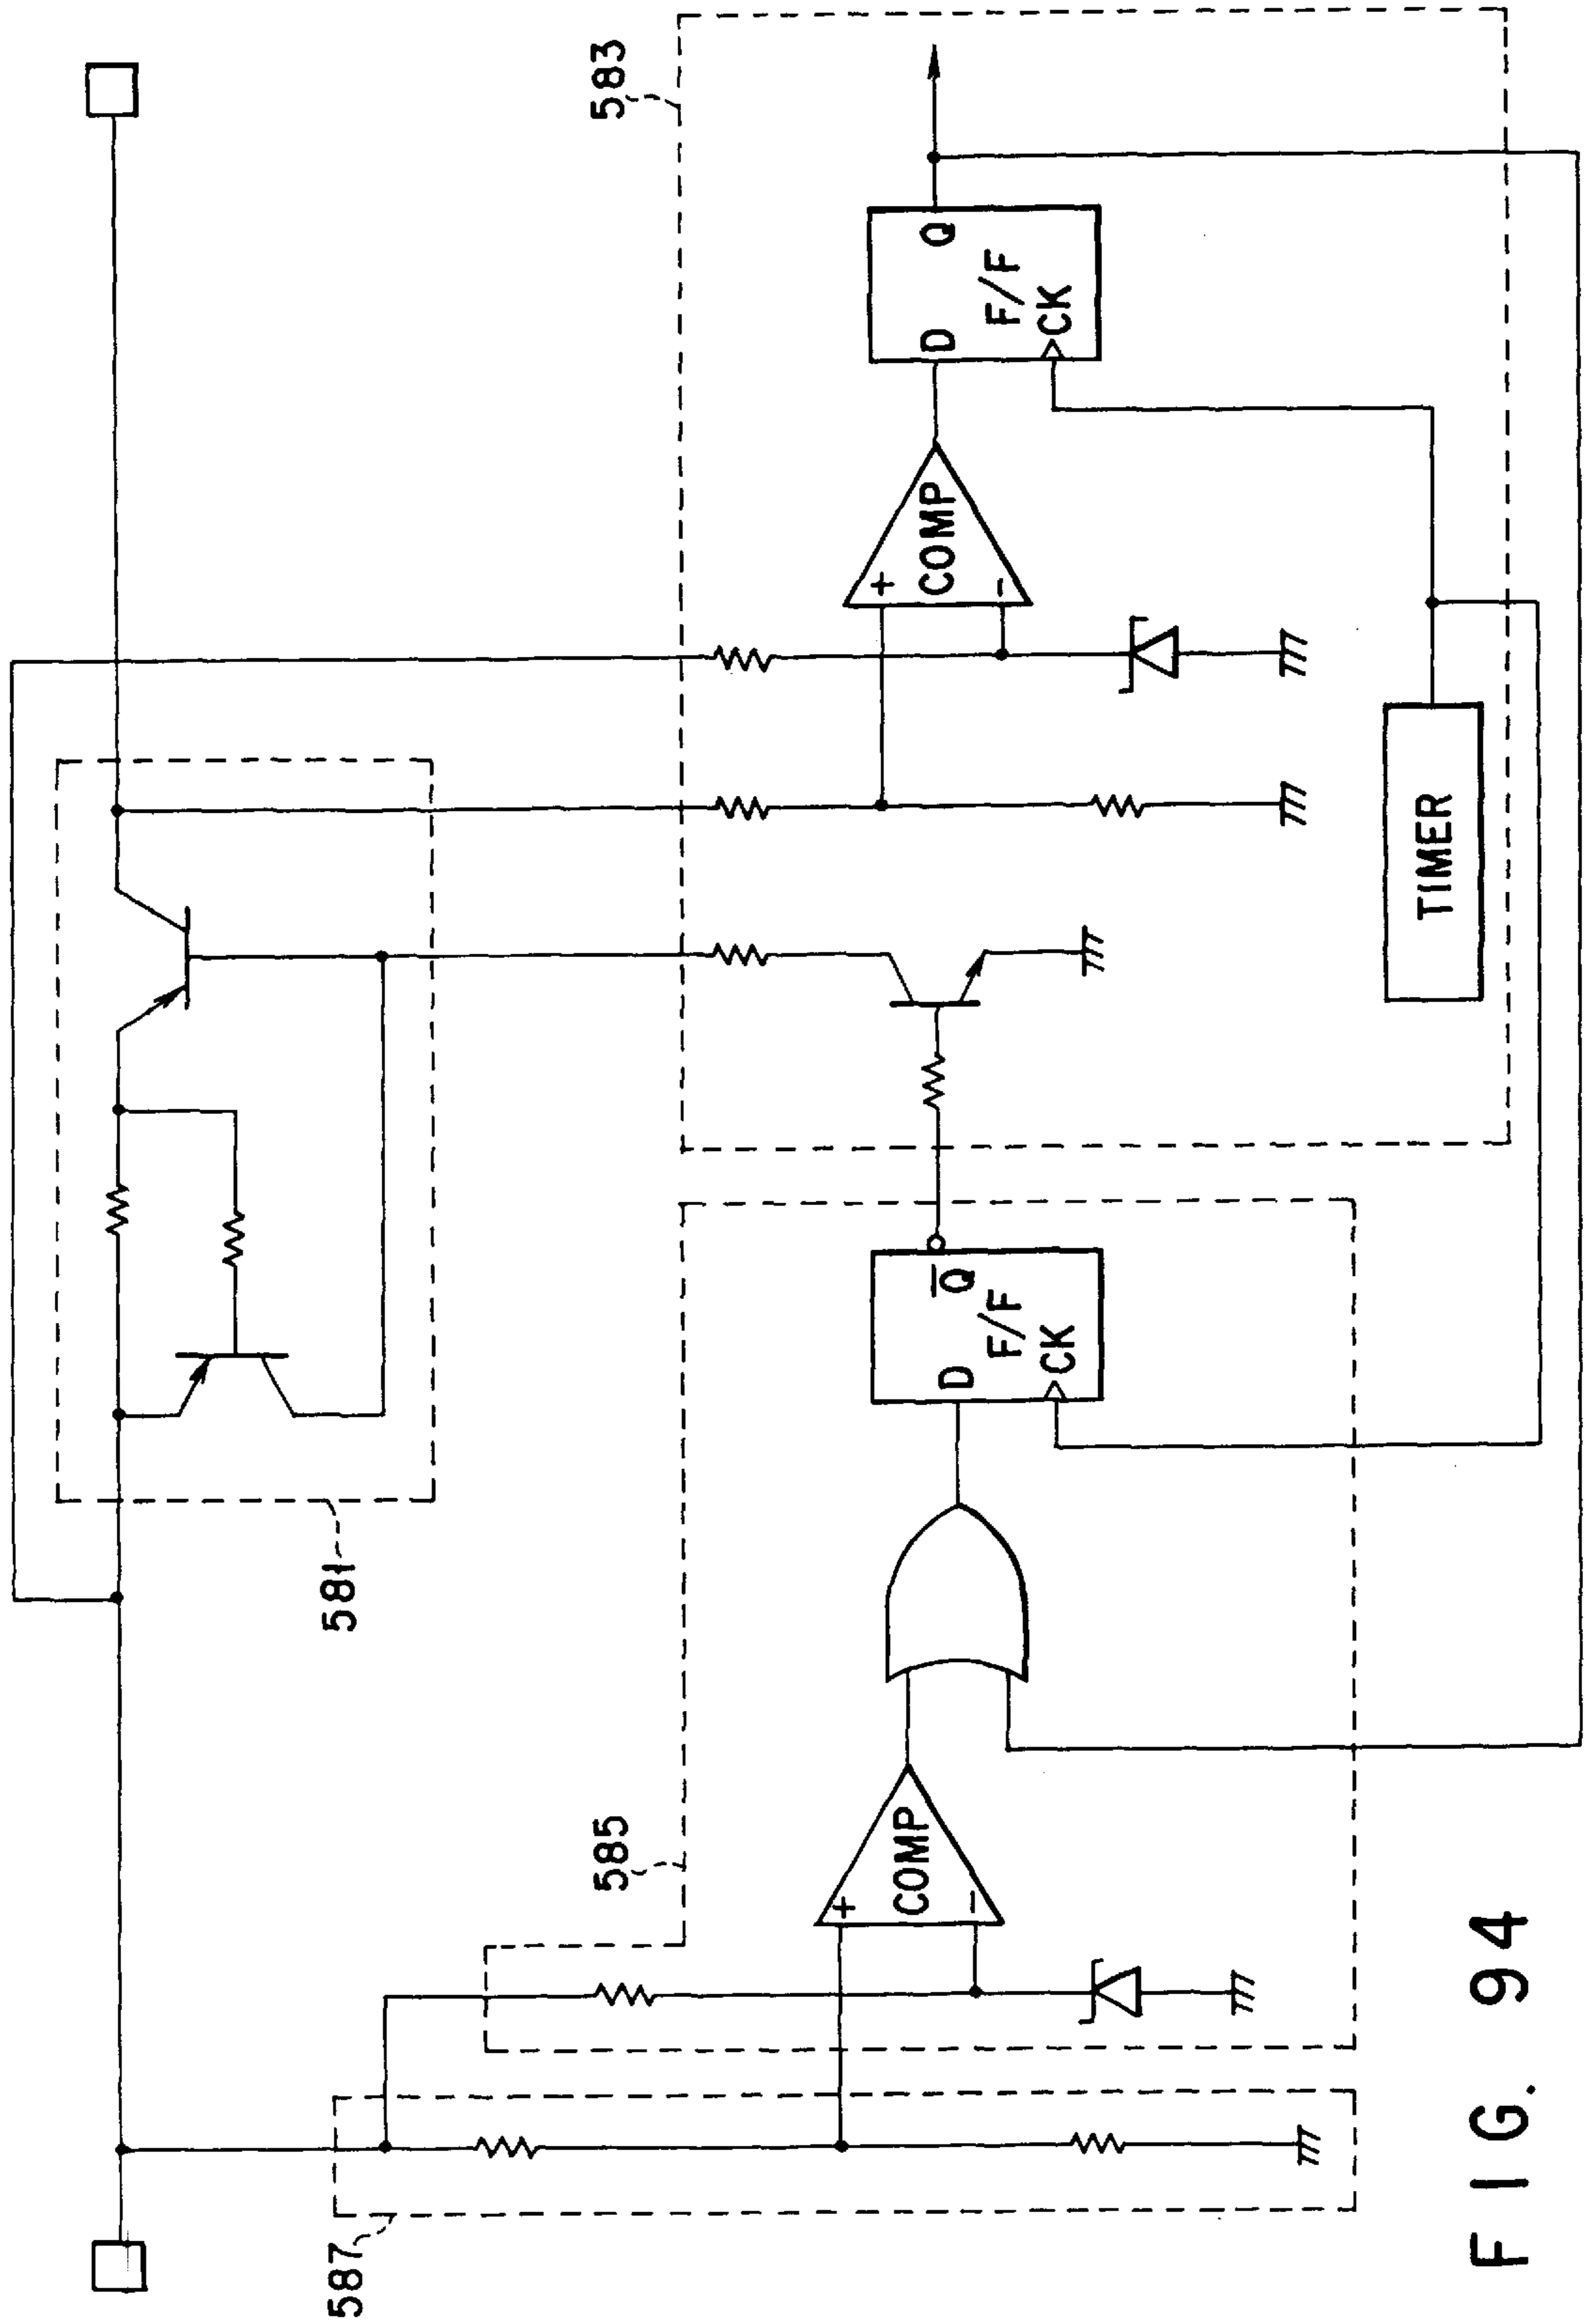 581
583
585
587
COMP
+
−
D
Q̅
F/F
CK
COMP
+
−
D
Q
F/F
CK
TIMER
FIG. 94